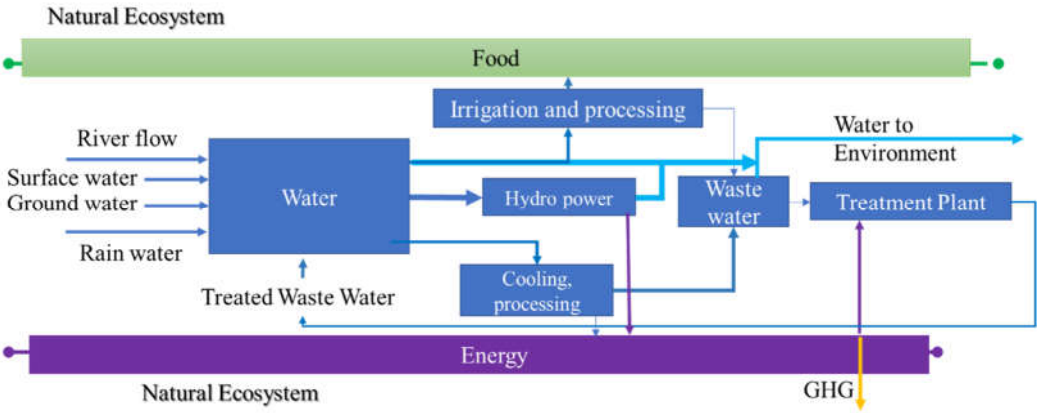 Natural Ecosystem
Food
Irrigation and processing
River flow
Water to
Environment
Surface water
Ground water
Water
Hydro power
Waste
water
Treatment Plant
Rain water
Cooling,
processing
Treated Waste Water
Energy
Natural Ecosystem
GHG